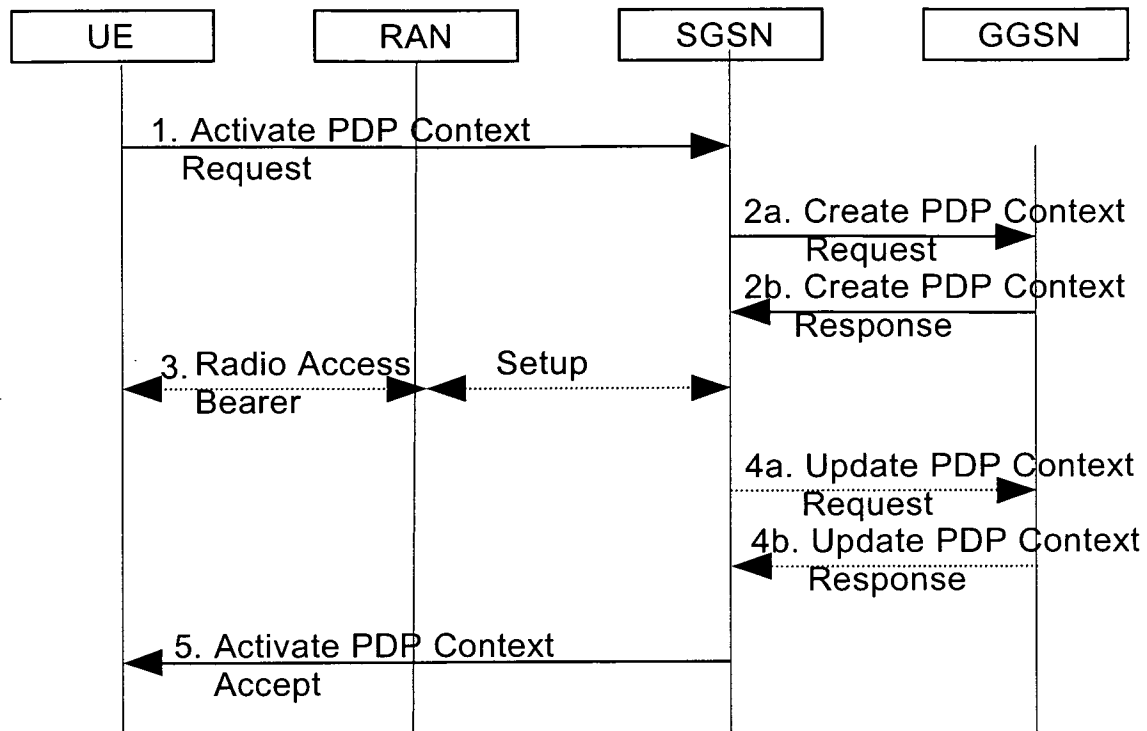 UE RAN SGSN GGSN
1. Activate PDP Context
Request
2a. Create PDP Context
Request
2b. Create PDP Context
Response
3. Radio Access Setup
Bearer
4a. Update PDP Context
Request
4b. Update PDP Context
Response
5. Activate PDP Context
Accept